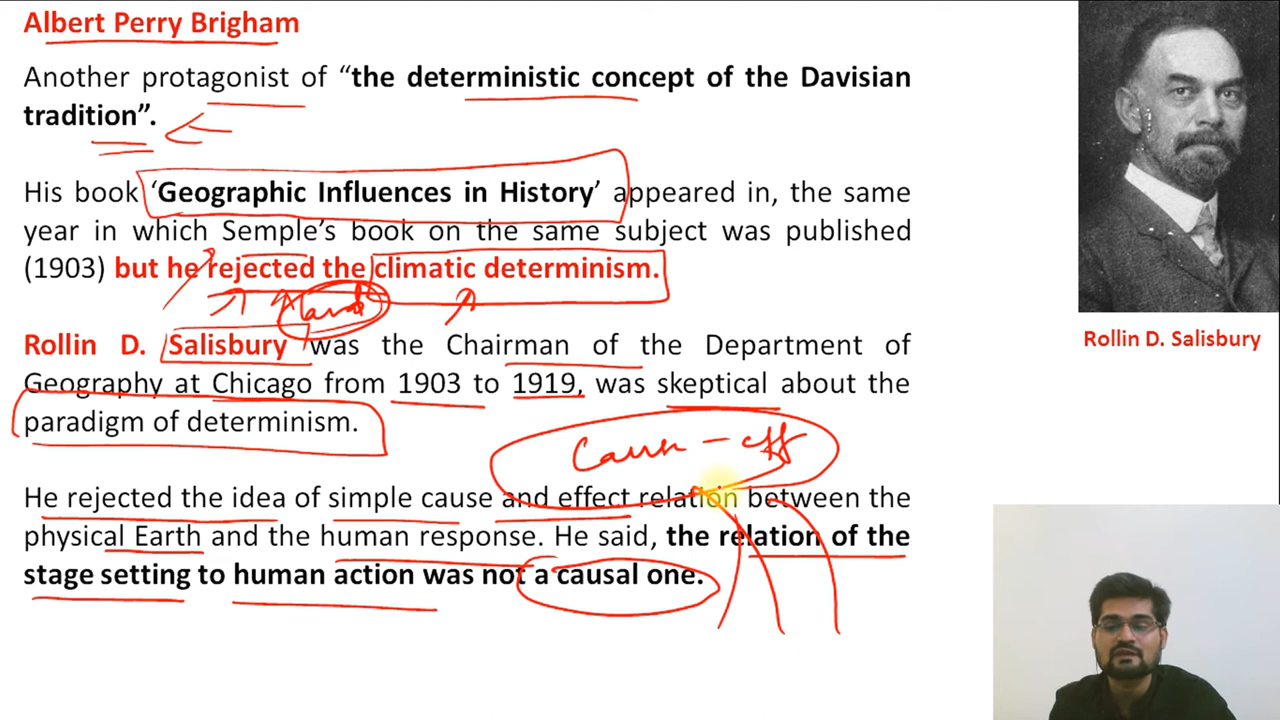 Albert Perry Brigham
Another protagonist of “the deterministic concept of the Davisian
tradition”.
His book ‘Geographic Influences in History’ appeared in, the same
year in which Semple’s book on the same subject was published
(1903) but he rejected the climatic determinism.
Rollin D. Salisbury was the Chairman of the Department of
Geography at Chicago from 1903 to 1919, was skeptical about the
paradigm of determinism.
Cause - eff
He rejected the idea of simple cause and effect relation between the
physical Earth and the human response. He said, the relation of the
stage setting to human action was not a causal one.
Rollin D. Salisbury